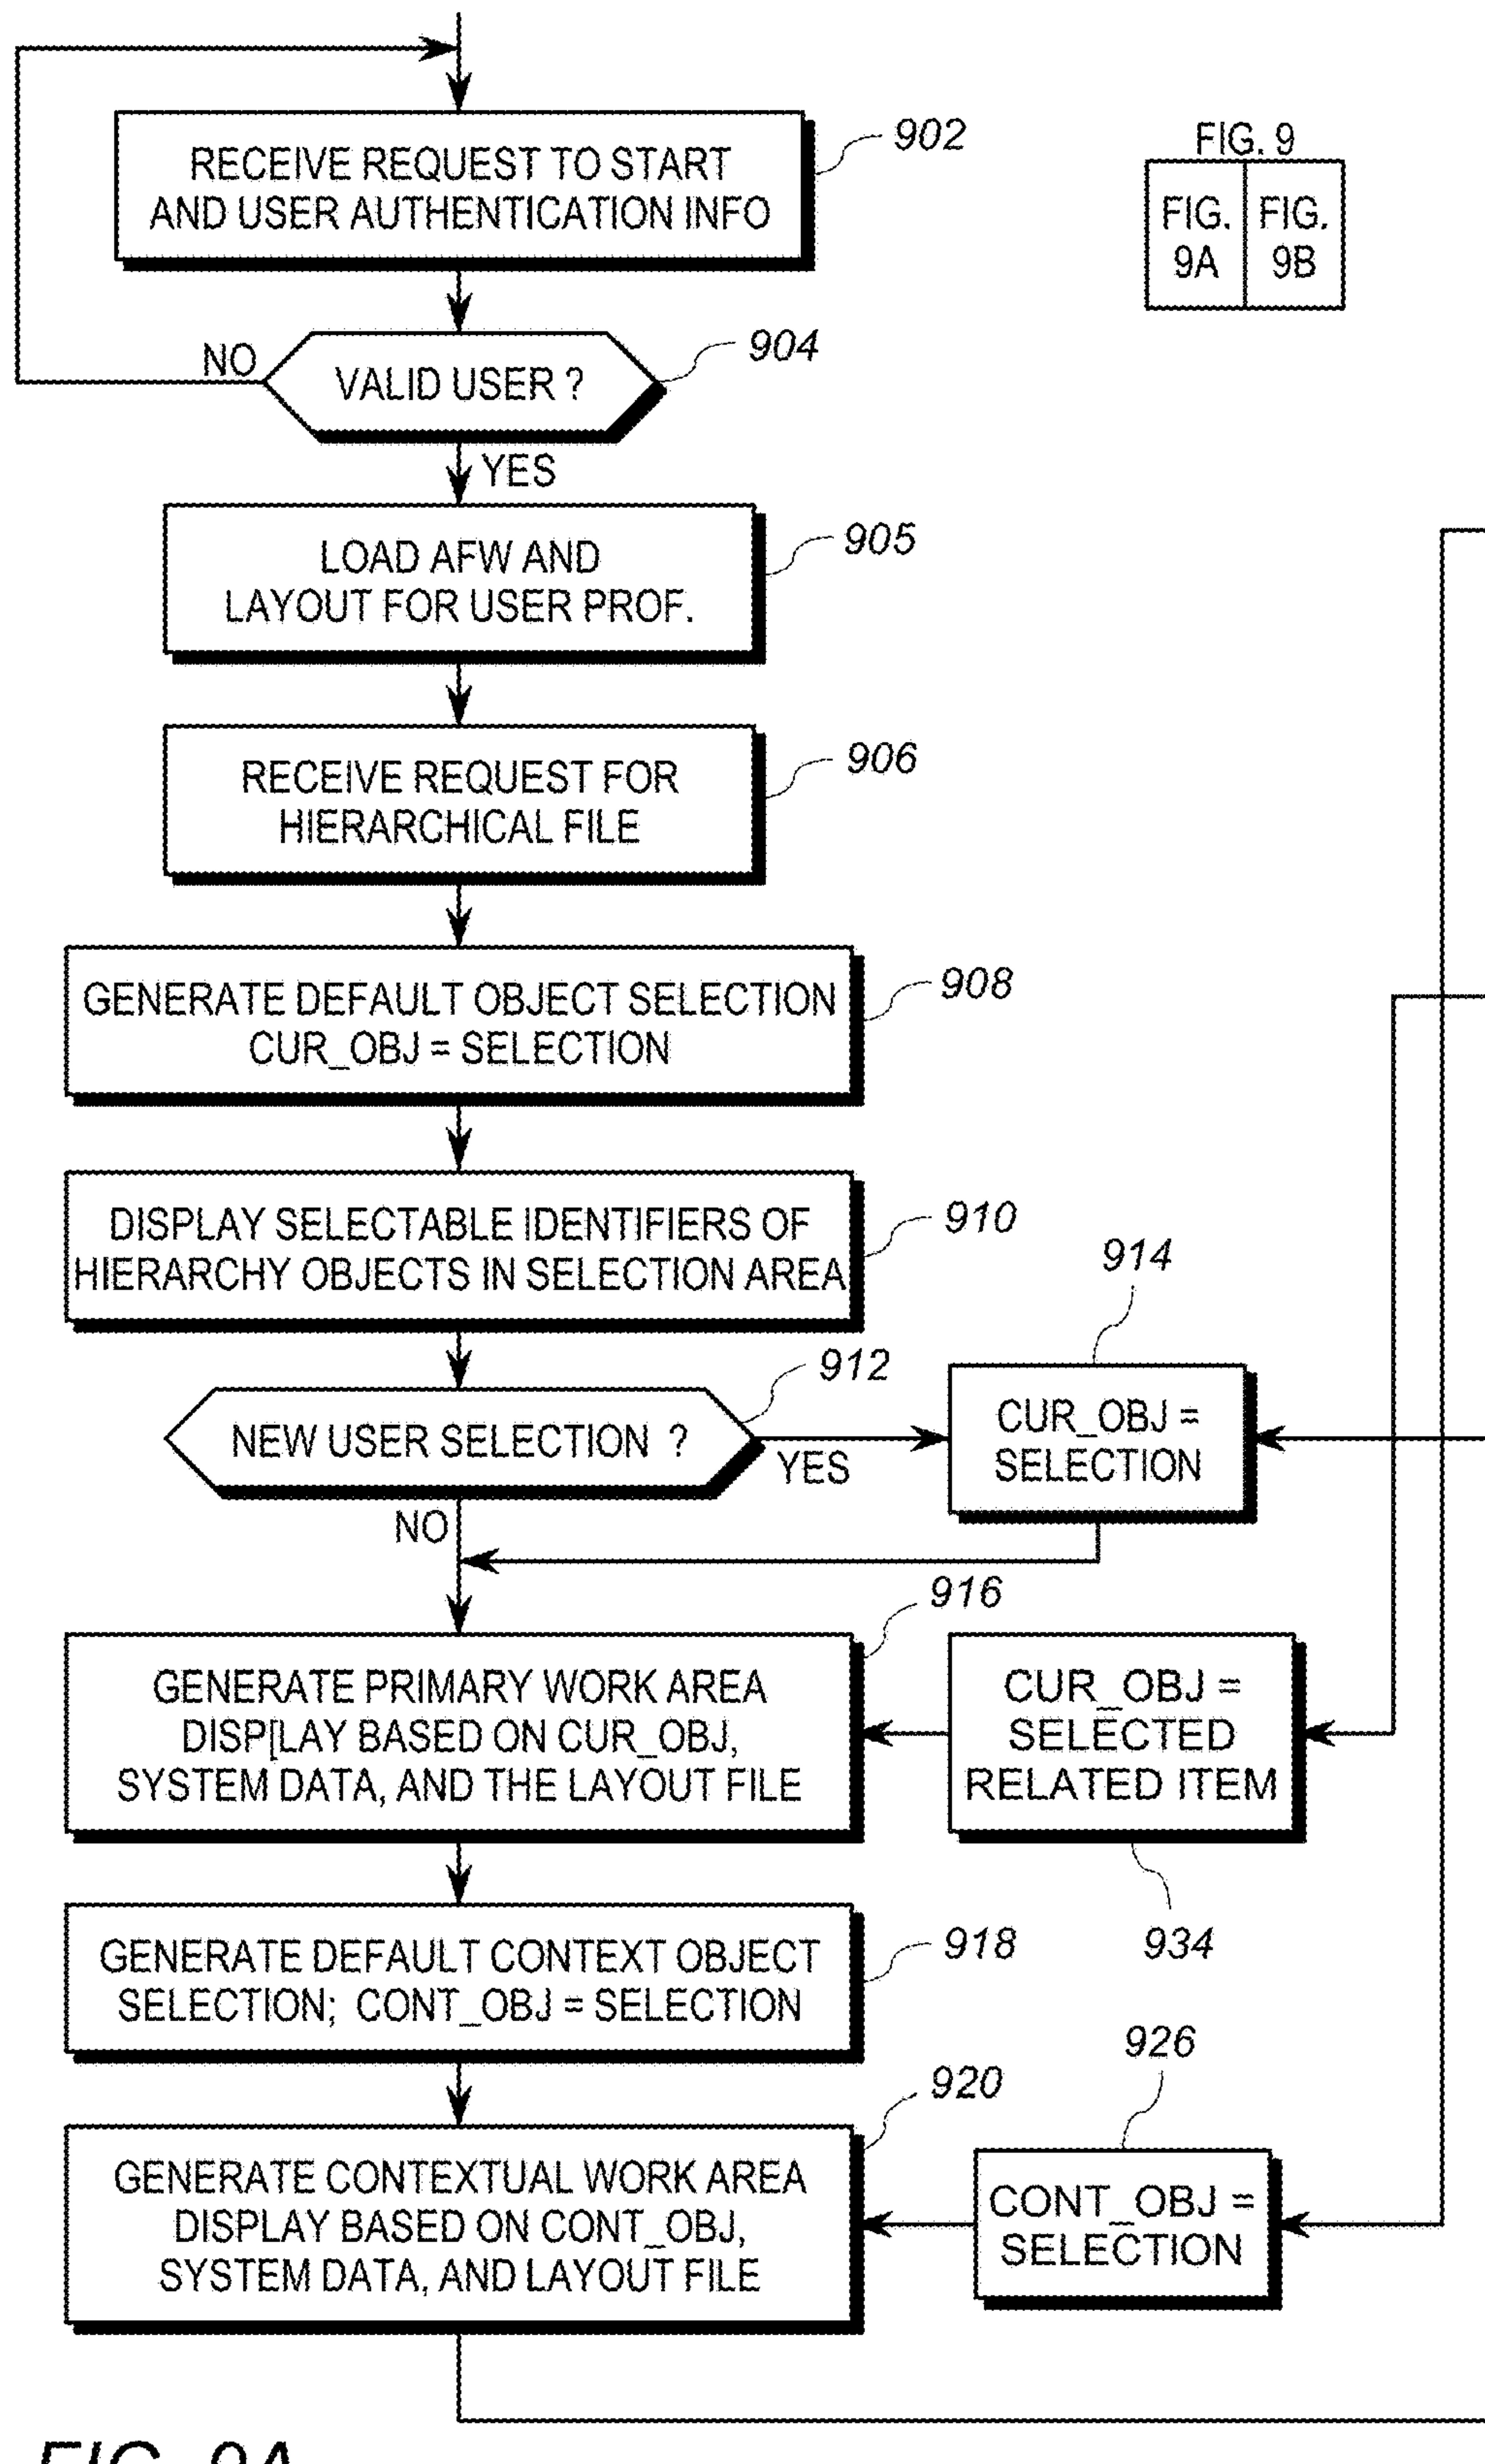 RECEIVE REQUEST TO START
AND USER AUTHENTICATION INFO
902
FIG. 9
FIG. 9A
FIG. 9B
VALID USER ?
904
NO
YES
LOAD AFW AND
LAYOUT FOR USER PROF.
905
RECEIVE REQUEST FOR
HIERARCHICAL FILE
906
GENERATE DEFAULT OBJECT SELECTION
CUR_OBJ = SELECTION
908
DISPLAY SELECTABLE IDENTIFIERS OF
HIERARCHY OBJECTS IN SELECTION AREA
910
NEW USER SELECTION ?
912
YES
NO
914
CUR_OBJ =
SELECTION
916
GENERATE PRIMARY WORK AREA
DISP[LAY BASED ON CUR_OBJ,
SYSTEM DATA, AND THE LAYOUT FILE
CUR_OBJ =
SELECTED
RELATED ITEM
934
GENERATE DEFAULT CONTEXT OBJECT
SELECTION; CONT_OBJ = SELECTION
918
920
GENERATE CONTEXTUAL WORK AREA
DISPLAY BASED ON CONT_OBJ,
SYSTEM DATA, AND LAYOUT FILE
926
CONT_OBJ =
SELECTION
FIG. 9A